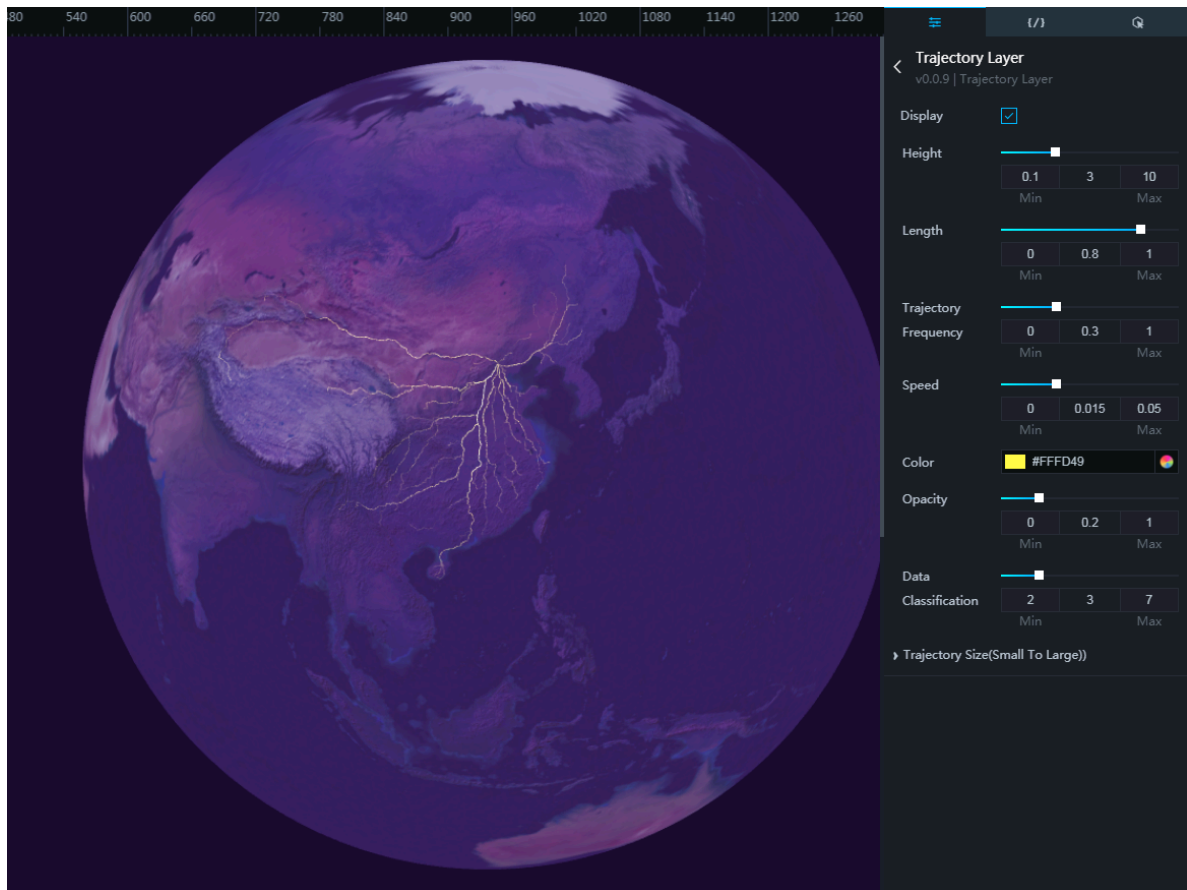 80 540 600 660 720 780 840 900 960 1020 1080 1140 1200 1260
{/}
Trajectory Layer
v0.0.9 | Trajectory Layer
Display
Height
0.1 3 10
Min Max
Length
0 0.8 1
Min Max
Trajectory
Frequency 0 0.3 1
Min Max
Speed
0 0.015 0.05
Min Max
Color #FFFD49
Opacity
0 0.2 1
Min Max
Data
Classification 2 3 7
Min Max
Trajectory Size(Small To Large))